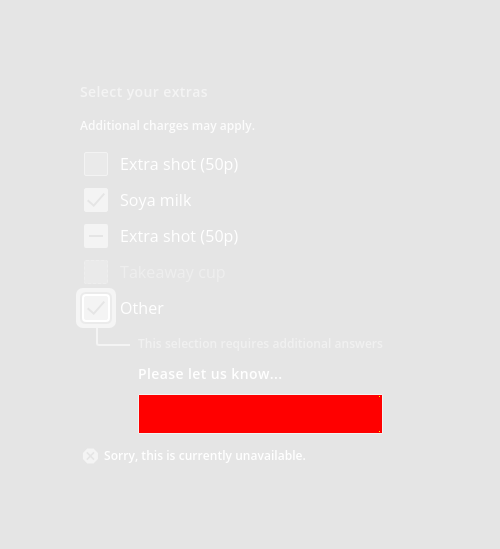 Select your extras
Additional charges may apply.
Extra shot (50p)
Soya milk
Extra shot (50p)
Takeaway cup
Other
This selection requires additional answers
Please let us know...
Sorry, this is currently unavailable.